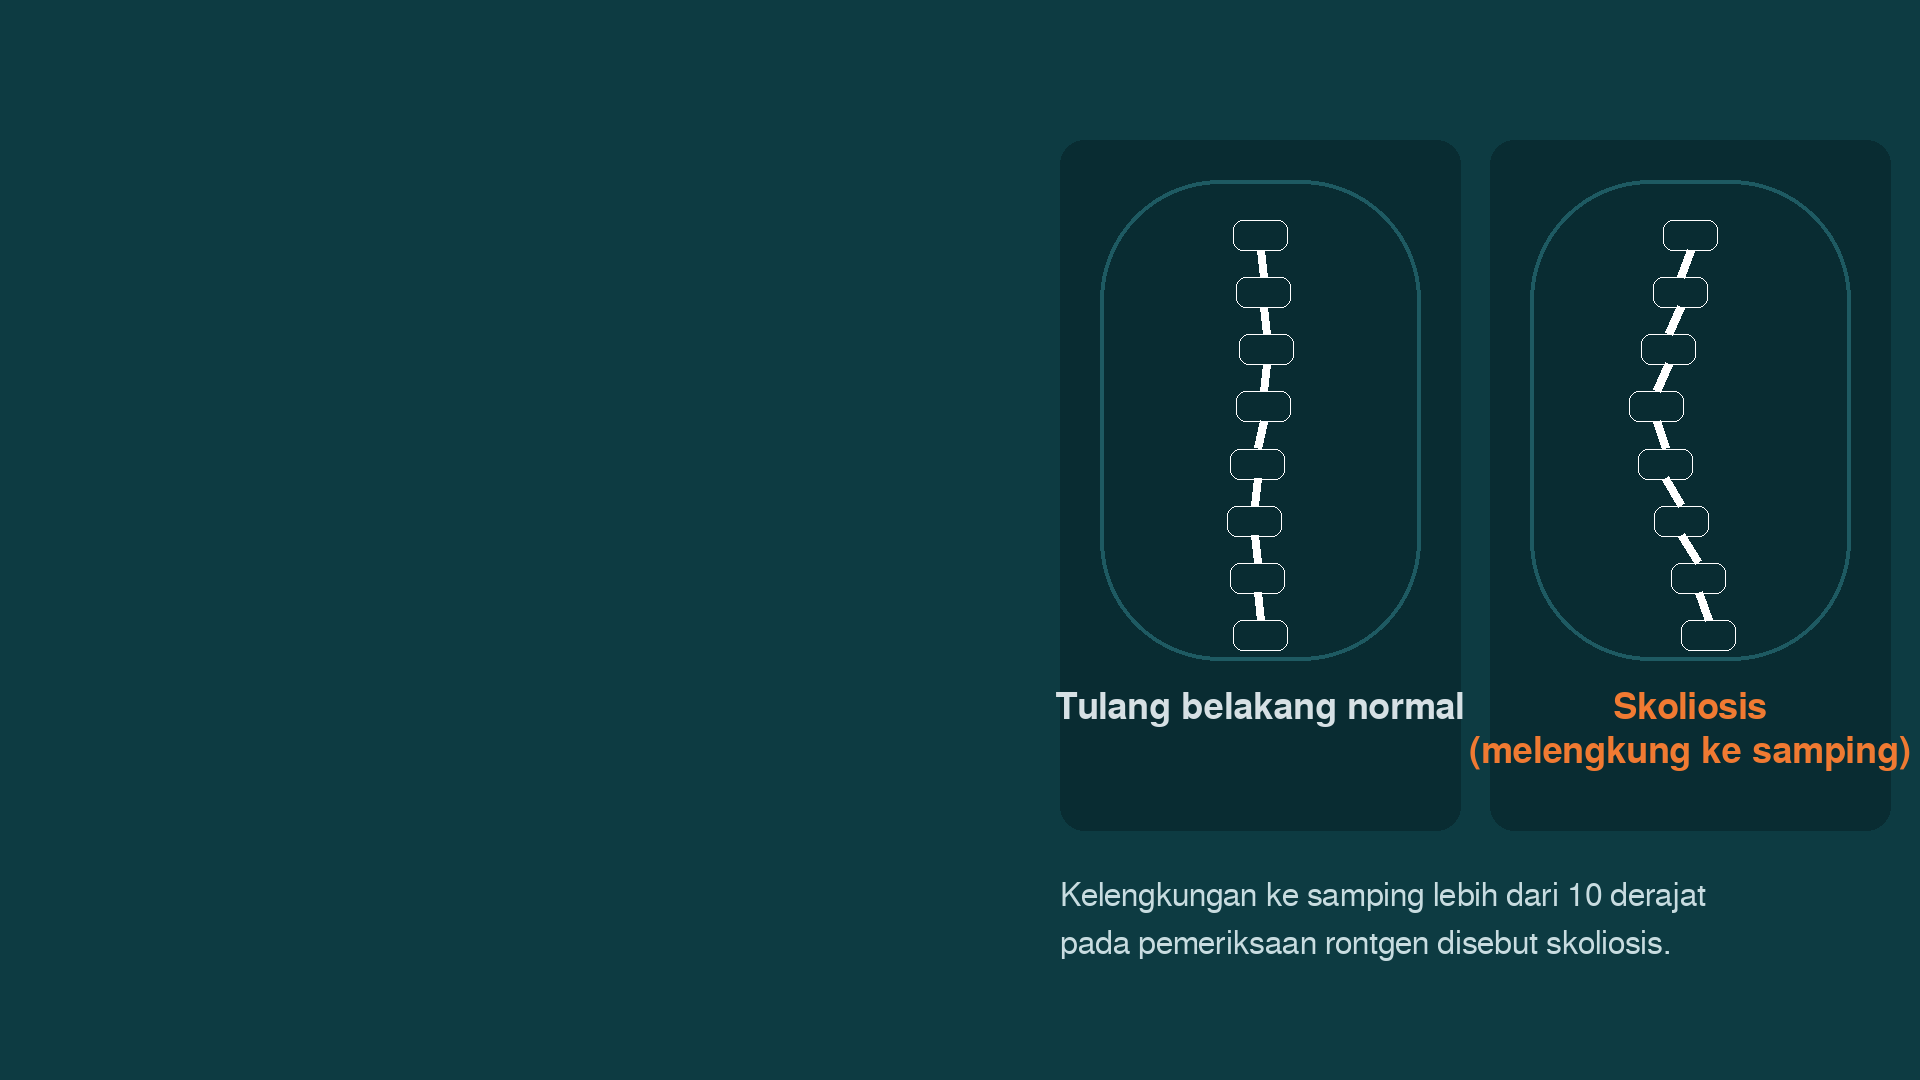 Tulang belakang normal
Skoliosis
(melengkung ke samping)
Kelengkungan ke samping lebih dari 10 derajat
pada pemeriksaan rontgen disebut skoliosis.